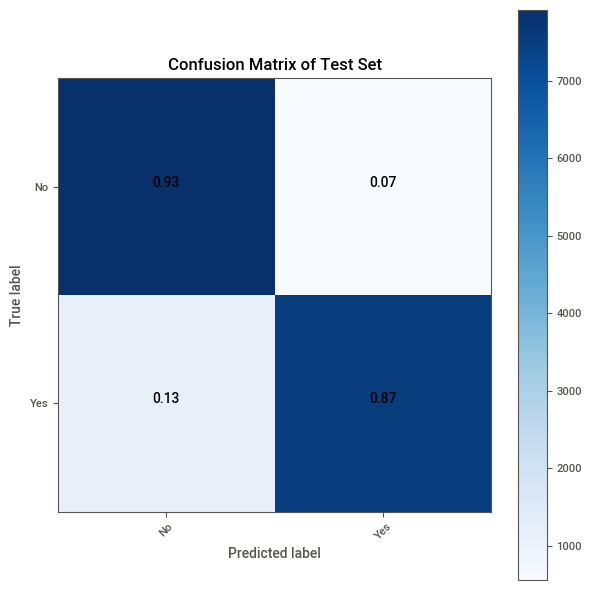 Confusion Matrix of Test Set
True label
No
Yes
0.93
0.07
0.13
0.87
No
Yes
Predicted label
7000
6000
5000
4000
3000
2000
1000